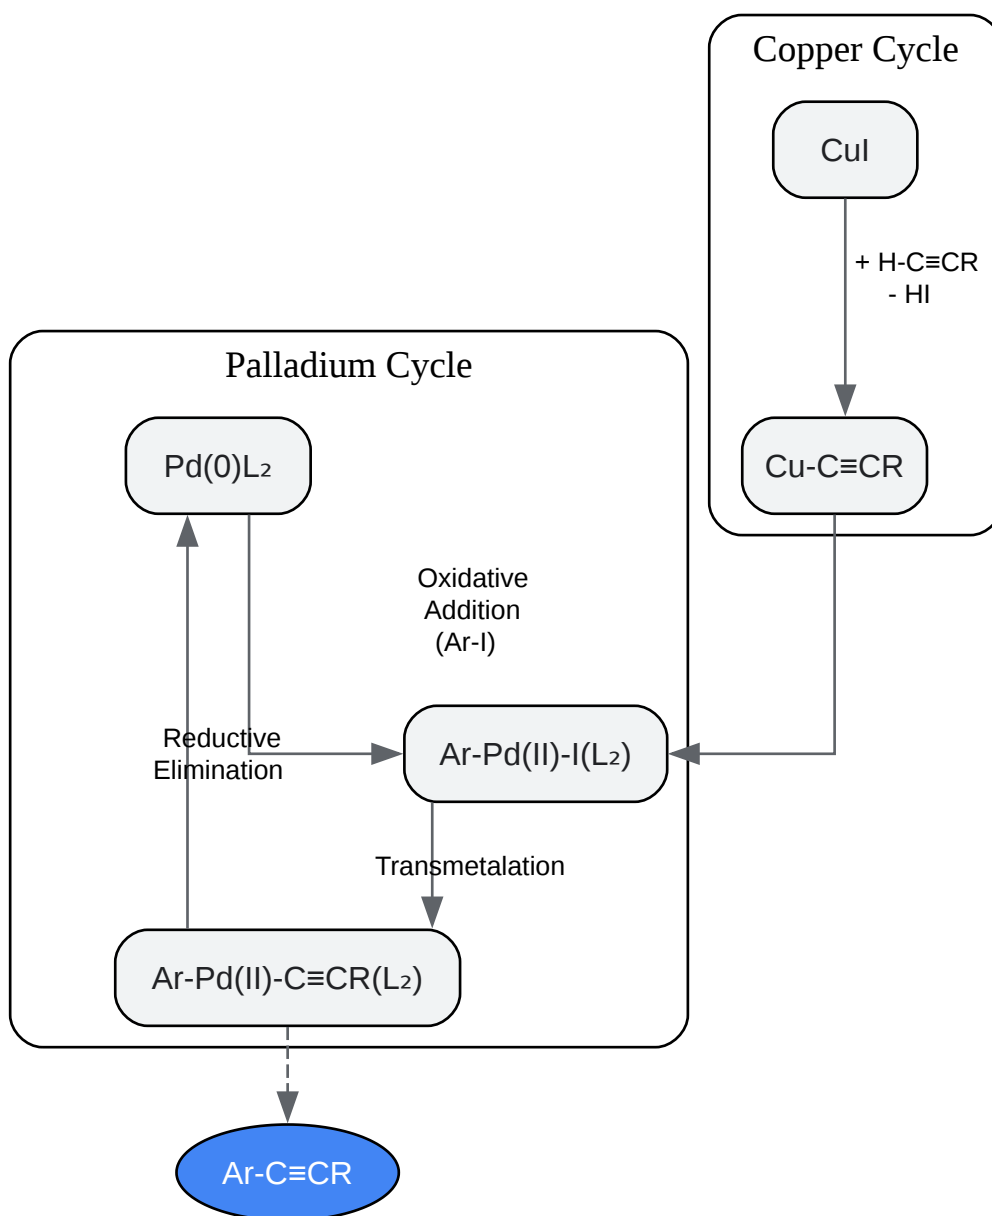 Copper Cycle
CuI
+ H-C≡CR
- HI
Palladium Cycle
Pd(0)L₂
Cu-C≡CR
Oxidative
Addition
(Ar-I)
Reductive
Elimination
Ar-Pd(II)-I(L₂)
Transmetalation
Ar-Pd(II)-C≡CR(L₂)
Ar-C≡CR